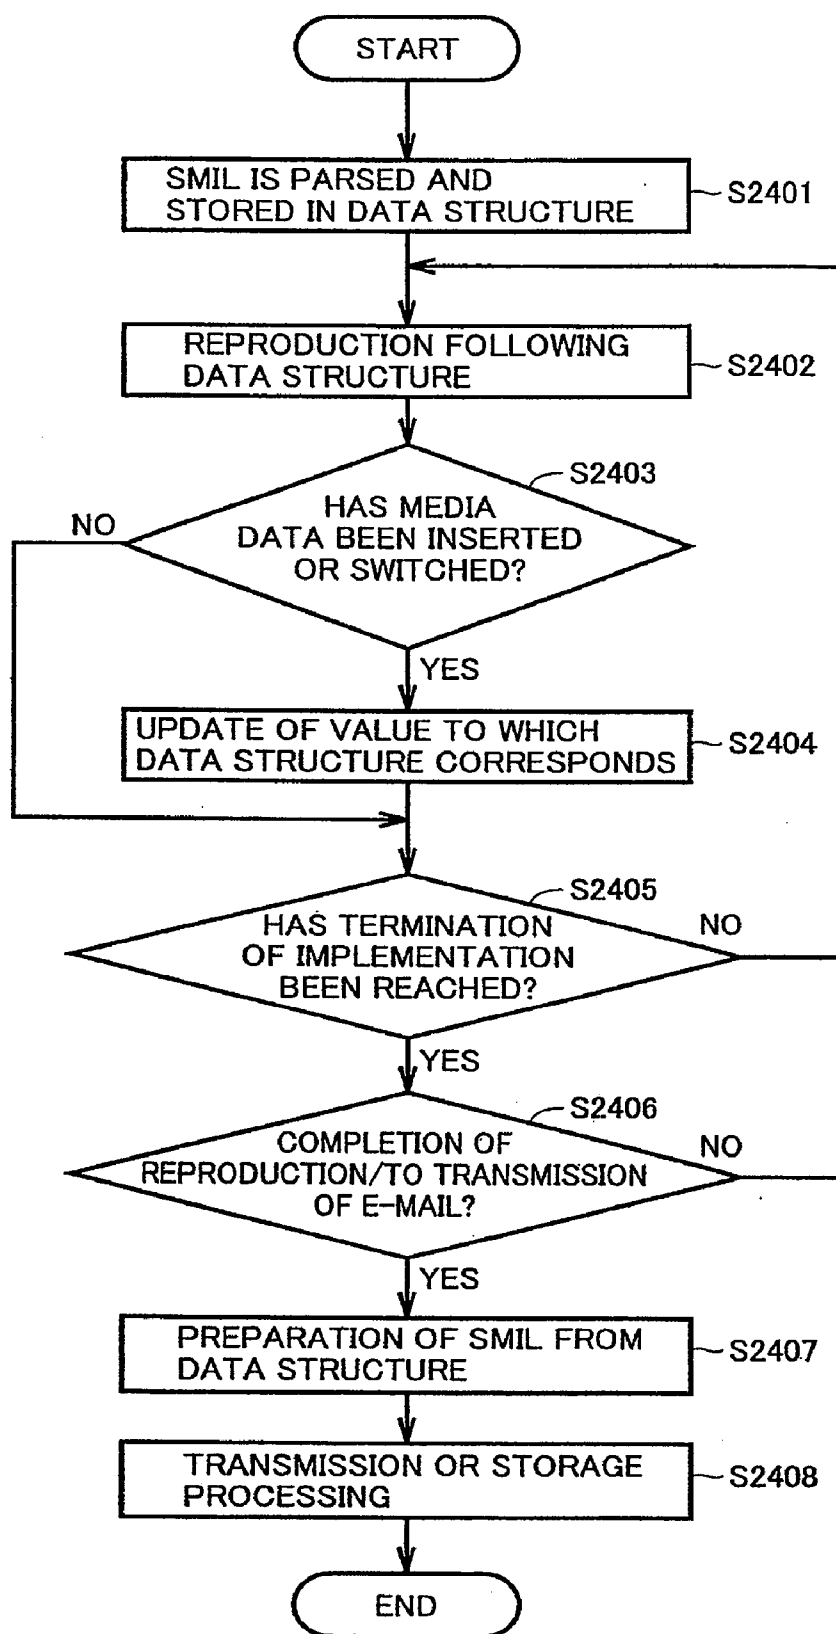 START
SMIL IS PARSED AND
STORED IN DATA STRUCTURE
S2401
REPRODUCTION FOLLOWING
DATA STRUCTURE
S2402
S2403
HAS MEDIA
DATA BEEN INSERTED
OR SWITCHED?
NO
YES
UPDATE OF VALUE TO WHICH
DATA STRUCTURE CORRESPONDS
S2404
S2405
HAS TERMINATION
OF IMPLEMENTATION
BEEN REACHED?
NO
YES
S2406
COMPLETION OF
REPRODUCTION/TO TRANSMISSION
OF E-MAIL?
NO
YES
PREPARATION OF SMIL FROM
DATA STRUCTURE
S2407
TRANSMISSION OR STORAGE
PROCESSING
S2408
END